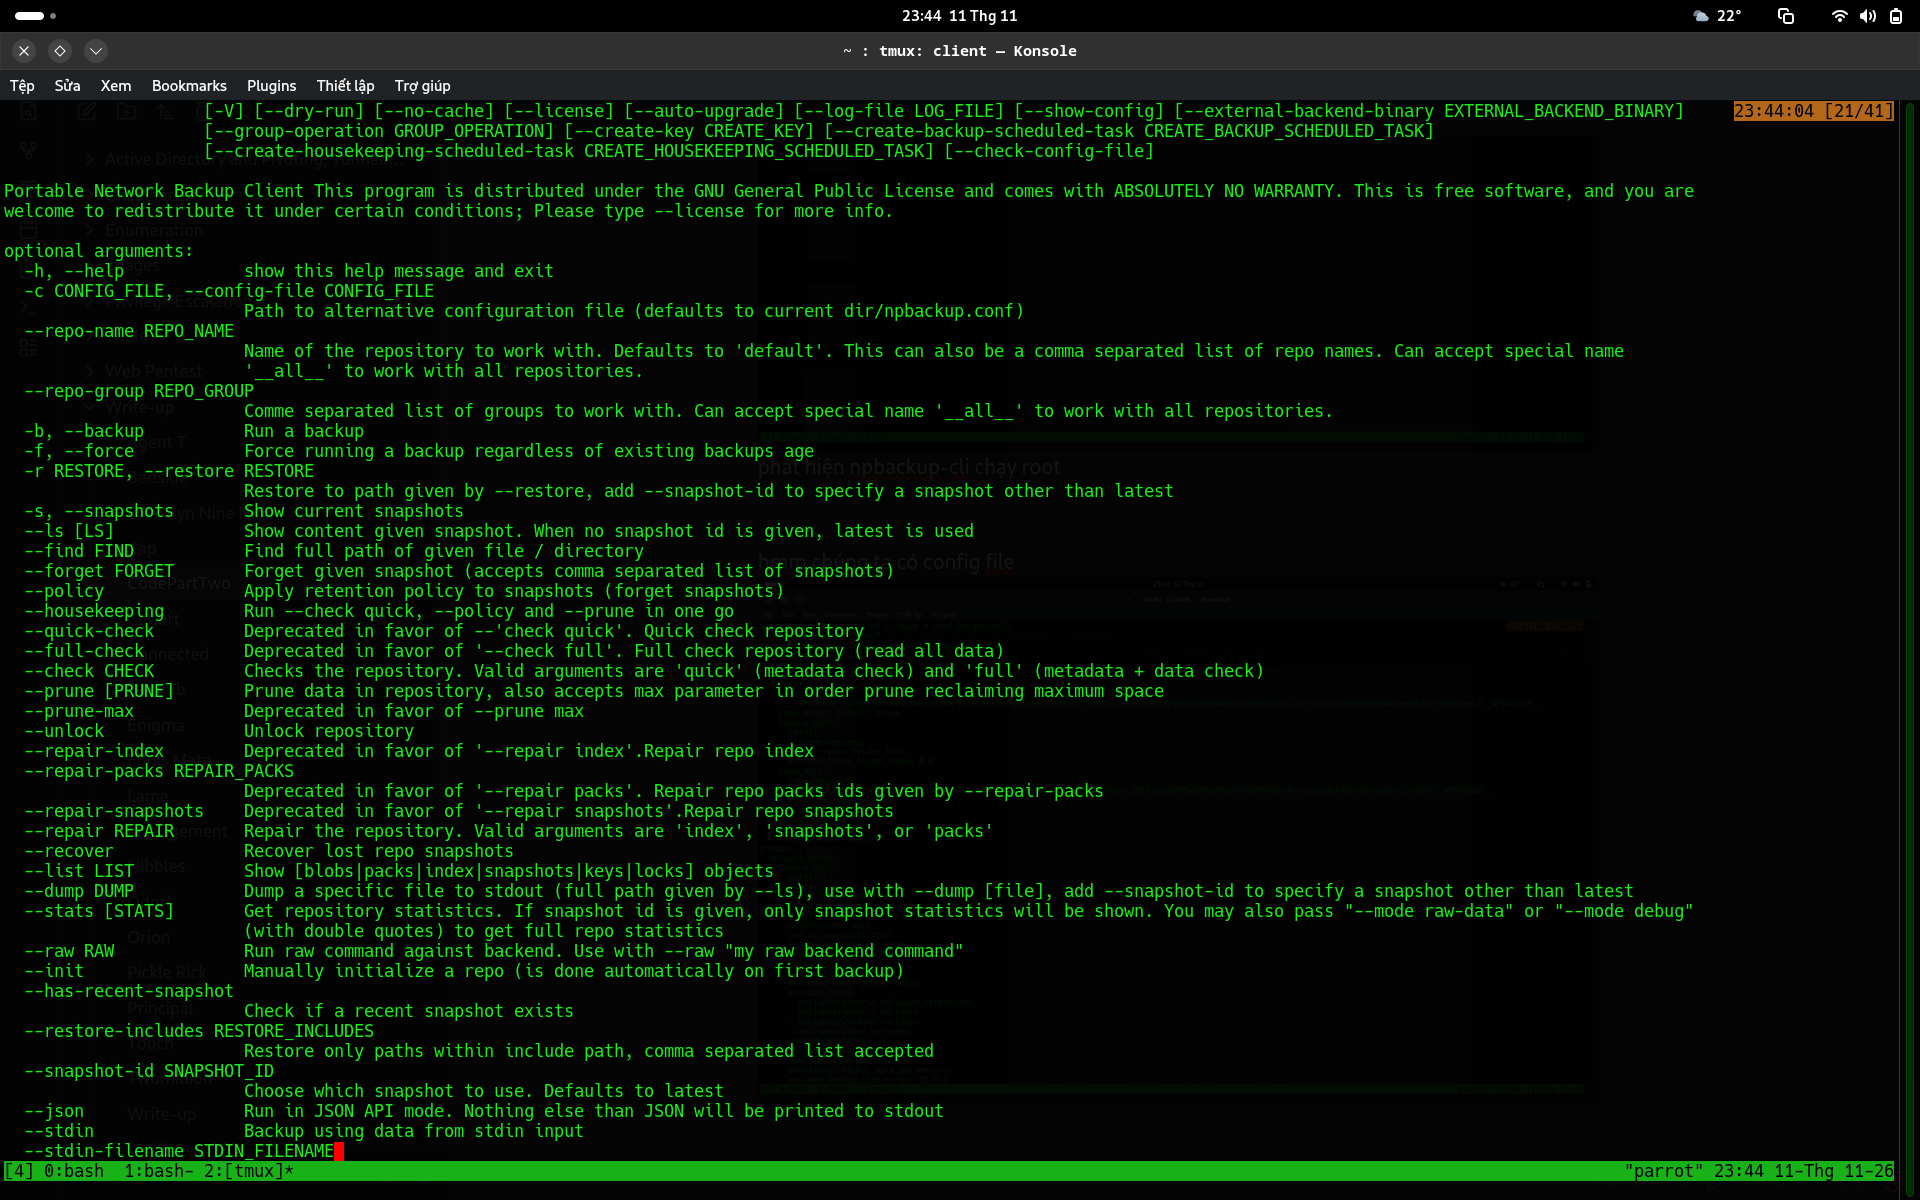 23:44 11 Thg 11
22°
~ : tmux: client — Konsole
Tệp Sửa Xem Bookmarks Plugins Thiết lập Trợ giúp
[-V] [--dry-run] [--no-cache] [--license] [--auto-upgrade] [--log-file LOG_FILE] [--show-config] [--external-backend-binary EXTERNAL_BACKEND_BINARY] 23:44:04 [21/41]
[--group-operation GROUP_OPERATION] [--create-key CREATE_KEY] [--create-backup-scheduled-task CREATE_BACKUP_SCHEDULED_TASK]
[--create-housekeeping-scheduled-task CREATE_HOUSEKEEPING_SCHEDULED_TASK] [--check-config-file]
Portable Network Backup Client This program is distributed under the GNU General Public License and comes with ABSOLUTELY NO WARRANTY. This is free software, and you are
welcome to redistribute it under certain conditions; Please type --license for more info.
optional arguments:
-h, --help show this help message and exit
-c CONFIG_FILE, --config-file CONFIG_FILE
Path to alternative configuration file (defaults to current dir/npbackup.conf)
--repo-name REPO_NAME
Name of the repository to work with. Defaults to 'default'. This can also be a comma separated list of repo names. Can accept special name
'__all__' to work with all repositories.
--repo-group REPO_GROUP
Comme separated list of groups to work with. Can accept special name '__all__' to work with all repositories.
-b, --backup Run a backup
-f, --force Force running a backup regardless of existing backups age
-r RESTORE, --restore RESTORE
Restore to path given by --restore, add --snapshot-id to specify a snapshot other than latest
-s, --snapshots Show current snapshots
--ls [LS] Show content given snapshot. When no snapshot id is given, latest is used
--find FIND Find full path of given file / directory
--forget FORGET Forget given snapshot (accepts comma separated list of snapshots)
--policy Apply retention policy to snapshots (forget snapshots)
--housekeeping Run --check quick, --policy and --prune in one go
--quick-check Deprecated in favor of --'check quick'. Quick check repository
--full-check Deprecated in favor of '--check full'. Full check repository (read all data)
--check CHECK Checks the repository. Valid arguments are 'quick' (metadata check) and 'full' (metadata + data check)
--prune [PRUNE] Prune data in repository, also accepts max parameter in order prune reclaiming maximum space
--prune-max Deprecated in favor of --prune max
--unlock Unlock repository
--repair-index Deprecated in favor of '--repair index'.Repair repo index
--repair-packs REPAIR_PACKS
Deprecated in favor of '--repair packs'. Repair repo packs ids given by --repair-packs
--repair-snapshots Deprecated in favor of '--repair snapshots'.Repair repo snapshots
--repair REPAIR Repair the repository. Valid arguments are 'index', 'snapshots', or 'packs'
--recover Recover lost repo snapshots
--list LIST Show [blobs|packs|index|snapshots|keys|locks] objects
--dump DUMP Dump a specific file to stdout (full path given by --ls), use with --dump [file], add --snapshot-id to specify a snapshot other than latest
--stats [STATS] Get repository statistics. If snapshot id is given, only snapshot statistics will be shown. You may also pass "--mode raw-data" or "--mode debug"
(with double quotes) to get full repo statistics
--raw RAW Run raw command against backend. Use with --raw "my raw backend command"
--init Manually initialize a repo (is done automatically on first backup)
--has-recent-snapshot
Check if a recent snapshot exists
--restore-includes RESTORE_INCLUDES
Restore only paths within include path, comma separated list accepted
--snapshot-id SNAPSHOT_ID
Choose which snapshot to use. Defaults to latest
--json Run in JSON API mode. Nothing else than JSON will be printed to stdout
--stdin Backup using data from stdin input
--stdin-filename STDIN_FILENAME
[4] 0:bash 1:bash- 2:[tmux]* "parrot" 23:44 11-Thg 11-26
Enumeration
Web Pentest
Write-up
phát hiện npbackup-cli chạy root
hmm chúng ta có config file
CodePartTwo
Enigma
Lame
Orion
Pickle Rick
Principal
Touch
Write-up